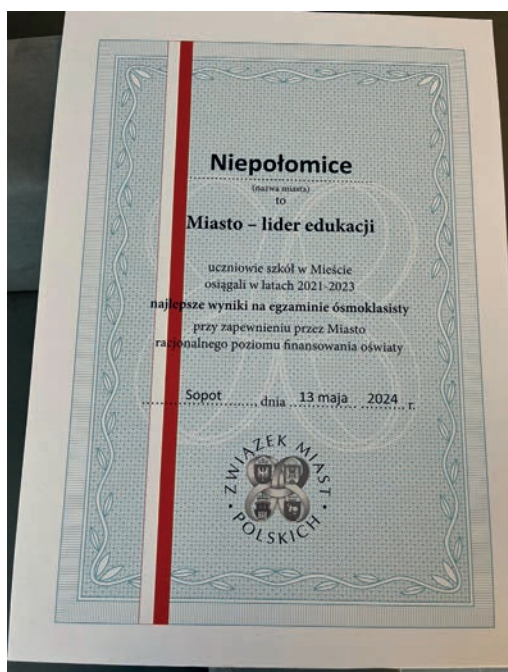 Niepołomice
(nazwa miasta)
to
Miasto – lider edukacji
uczniowie szkół w Mieście
osiągali w latach 2021-2023
najlepsze wyniki na egzaminie ósmoklasisty
przy zapewnieniu przez Miasto
racjonalnego poziomu finansowania oświaty
Sopot, dnia 13 maja 2024 r.
ZWIĄZEK MIAST
• POLSKICH •